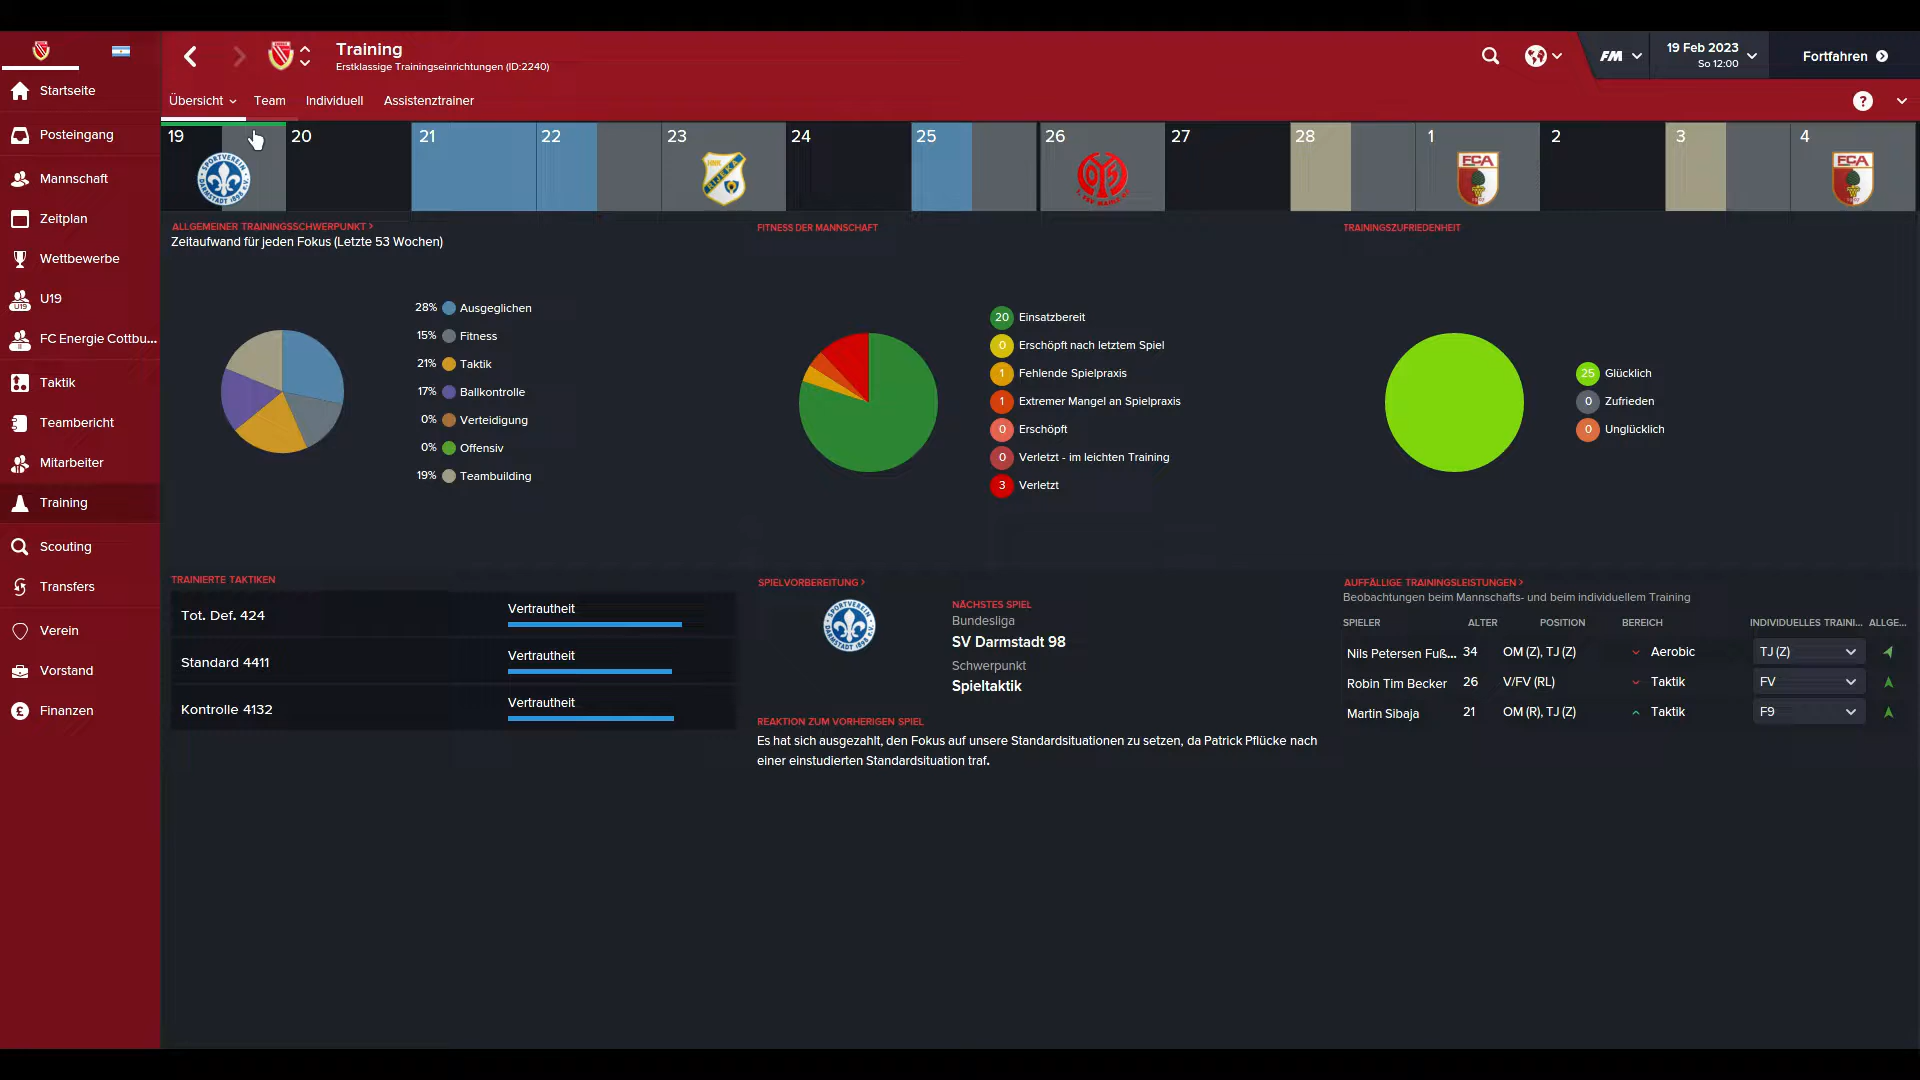 Training
Erstklassige Trainingseinrichtungen (ID:2240)
FM
19 Feb 2023
So 12:00
Fortfahren
Übersicht
Team
Individuell
Assistenztrainer
?
Startseite
Posteingang
Mannschaft
Zeitplan
Wettbewerbe
U19
FC Energie Cottbu...
Taktik
Teambericht
Mitarbeiter
Training
Scouting
Transfers
Verein
Vorstand
Finanzen
19 20 21 22 23 24 25 26 27 28 1 2 3 4
ALLGEMEINER TRAININGSSCHWERPUNKT >
Zeitaufwand für jeden Fokus (Letzte 53 Wochen)
28% Ausgeglichen
15% Fitness
21% Taktik
17% Ballkontrolle
0% Verteidigung
0% Offensiv
19% Teambuilding
FITNESS DER MANNSCHAFT
20 Einsatzbereit
0 Erschöpft nach letztem Spiel
1 Fehlende Spielpraxis
1 Extremer Mangel an Spielpraxis
0 Erschöpft
0 Verletzt - im leichten Training
3 Verletzt
TRAININGSZUFRIEDENHEIT
25 Glücklich
0 Zufrieden
0 Unglücklich
TRAINIERTE TAKTIKEN
Tot. Def. 424 Vertrautheit
Standard 4411 Vertrautheit
Kontrolle 4132 Vertrautheit
SPIELVORBEREITUNG >
NÄCHSTES SPIEL
Bundesliga
SV Darmstadt 98
Schwerpunkt
Spieltaktik
REAKTION ZUM VORHERIGEN SPIEL
Es hat sich ausgezahlt, den Fokus auf unsere Standardsituationen zu setzen, da Patrick Pflücke nach
einer einstudierten Standardsituation traf.
AUFFÄLLIGE TRAININGSLEISTUNGEN >
Beobachtungen beim Mannschafts- und beim individuellem Training
SPIELER ALTER POSITION BEREICH INDIVIDUELLES TRAINI... ALLGE...
Nils Petersen Fuß... 34 OM (Z), TJ (Z) Aerobic TJ (Z)
Robin Tim Becker 26 V/FV (RL) Taktik FV
Martin Sibaja 21 OM (R), TJ (Z) Taktik F9